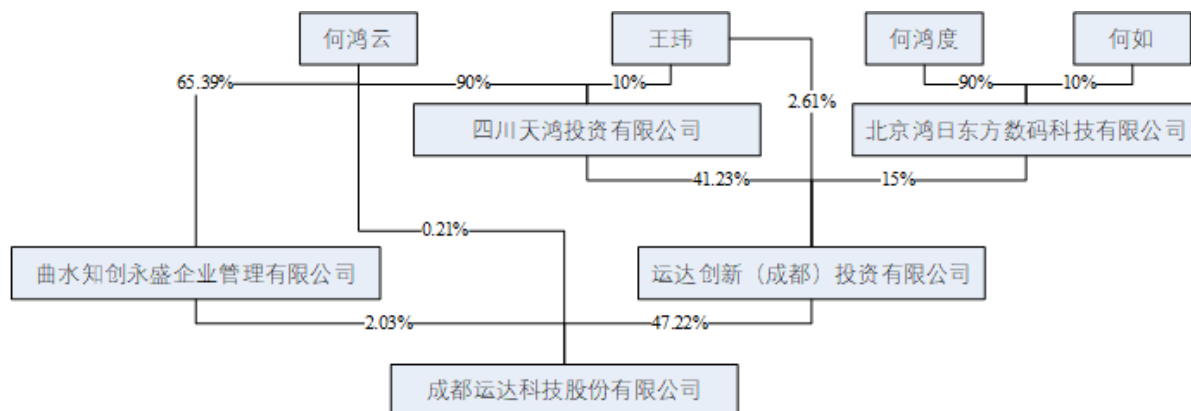 何鸿云
王玮
何鸿度
何如
65.39%
90%
10%
2.61%
90%
10%
四川天鸿投资有限公司
北京鸿日东方数码科技有限公司
41.23%
15%
0.21%
曲水知创永盛企业管理有限公司
运达创新（成都）投资有限公司
2.03%
47.22%
成都运达科技股份有限公司